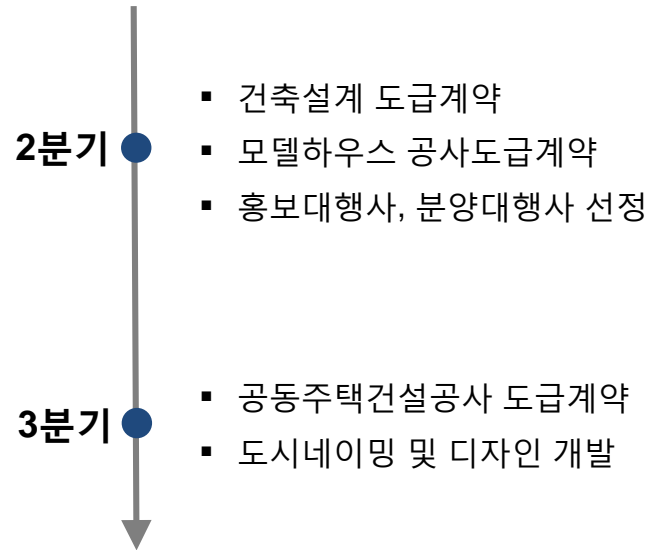 2분기
▪ 건축설계 도급계약
▪ 모델하우스 공사도급계약
▪ 홍보대행사, 분양대행사 선정
3분기
▪ 공동주택건설공사 도급계약
▪ 도시네이밍 및 디자인 개발